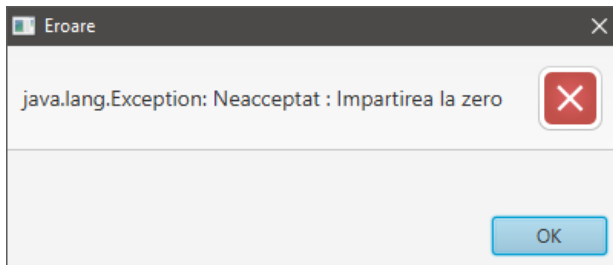 Eroare
java.lang.Exception: Neacceptat : Impartirea la zero
OK